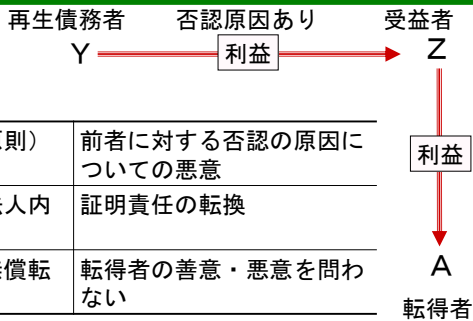 再生債務者 否認原因あり 受益者
Y 利益 Z
原則） 前者に対する否認の原因に
ついての悪意
利益
法人内 証明責任の転換
無償転 転得者の善意・悪意を問わ
ない
A
転得者